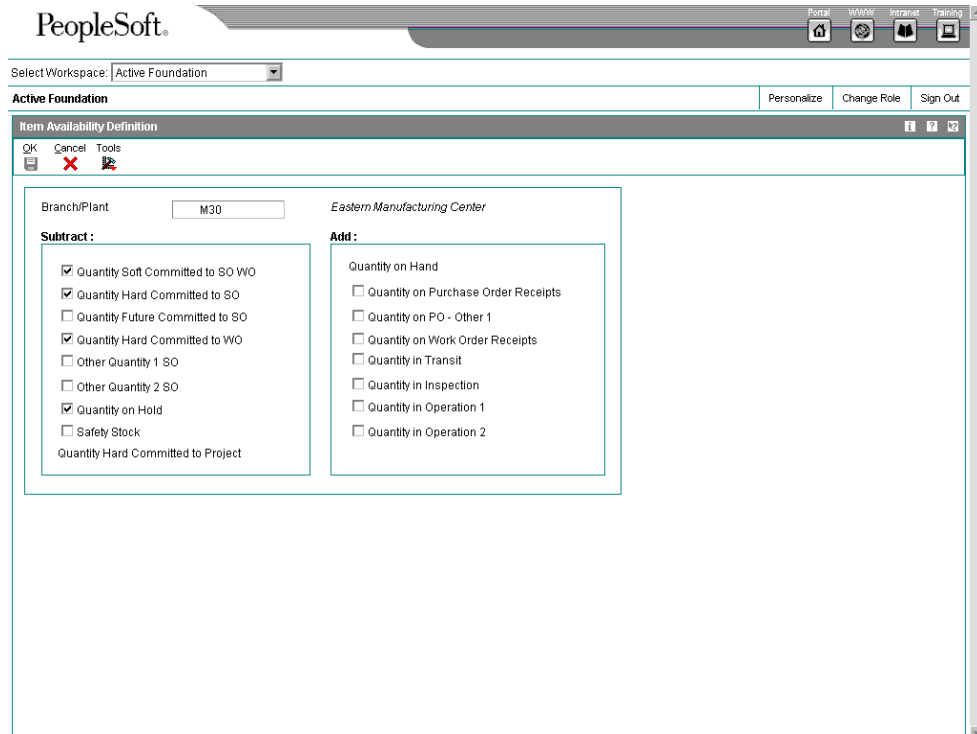 PeopleSoft®
Portal WWW Intranet Training
Select Workspace: Active Foundation
Active Foundation Personalize Change Role Sign Out
Item Availability Definition
OK Cancel Tools
Branch/Plant M30 Eastern Manufacturing Center
Subtract :
Quantity Soft Committed to SO WO
Quantity Hard Committed to SO
Quantity Future Committed to SO
Quantity Hard Committed to WO
Other Quantity 1 SO
Other Quantity 2 SO
Quantity on Hold
Safety Stock
Quantity Hard Committed to Project
Add :
Quantity on Hand
Quantity on Purchase Order Receipts
Quantity on PO - Other 1
Quantity on Work Order Receipts
Quantity in Transit
Quantity in Inspection
Quantity in Operation 1
Quantity in Operation 2